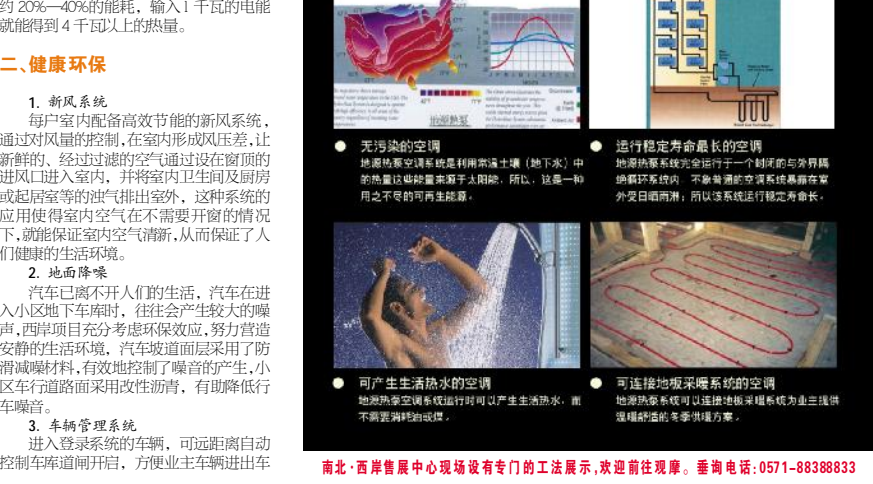 约 20%—40%的能耗，输入1 千瓦的电能
就能得到 4 千瓦以上的热量。
二、健康环保
1. 新风系统
每户室内配备高效节能的新风系统，
通过对风量的控制,在室内形成风压差,让
新鲜的、经过过滤的空气通过设在窗顶的
进风口进入室内，并将室内卫生间及厨房
或起居室等的浊气排出室外，这种系统的
应用使得室内空气在不需要开窗的情况
下,就能保证室内空气清新,从而保证了人
们健康的生活环境。
2. 地面降噪
汽车已离不开人们的生活，汽车在进
入小区地下车库时，往往会产生较大的噪
声,西岸项目充分考虑环保效应,努力营造
安静的生活环境，汽车坡道面层采用了防
滑减噪材料,有效地控制了噪音的产生,小
区车行道路面采用改性沥青，有助降低行
车噪音。
3. 车辆管理系统
进入登录系统的车辆，可远距离自动
控制车库道闸开启，方便业主车辆进出车
地源热泵
● 无污染的空调
地源热泵空调系统是利用常温土壤（地下水）中
的热量这些能量来源于太阳能，所以，这是一种
用之不尽的可再生能源。
● 运行稳定寿命最长的空调
地源热泵系统完全运行于一个封闭的与外界隔
绝循环系统内，不象普通的空调系统暴露在室
外受日晒雨淋；所以该系统运行稳定寿命长。
● 可产生生活热水的空调
地源热泵空调系统运行时可以产生生活热水，而
不需要消耗油或煤。
● 可连接地板采暖系统的空调
地源热泵系统可以连接地板采暖系统为业主提供
温暖舒适的冬季供暖方案。
南北·西岸售展中心现场设有专门的工法展示,欢迎前往观摩。垂询电话:0571-88388833